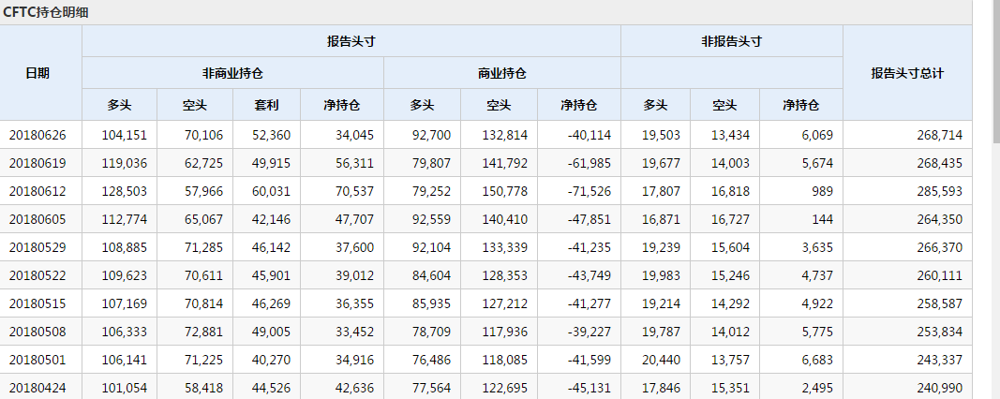 CFTC持仓明细
日期 报告头寸 非报告头寸 报告头寸总计
非商业持仓 商业持仓
多头 空头 套利 净持仓 多头 空头 净持仓 多头 空头 净持仓
20180626 104,151 70,106 52,360 34,045 92,700 132,814 -40,114 19,503 13,434 6,069 268,714
20180619 119,036 62,725 49,915 56,311 79,807 141,792 -61,985 19,677 14,003 5,674 268,435
20180612 128,503 57,966 60,031 70,537 79,252 150,778 -71,526 17,807 16,818 989 285,593
20180605 112,774 65,067 42,146 47,707 92,559 140,410 -47,851 16,871 16,727 144 264,350
20180529 108,885 71,285 46,142 37,600 92,104 133,339 -41,235 19,239 15,604 3,635 266,370
20180522 109,623 70,611 45,901 39,012 84,604 128,353 -43,749 19,983 15,246 4,737 260,111
20180515 107,169 70,814 46,269 36,355 85,935 127,212 -41,277 19,214 14,292 4,922 258,587
20180508 106,333 72,881 49,005 33,452 78,709 117,936 -39,227 19,787 14,012 5,775 253,834
20180501 106,141 71,225 40,270 34,916 76,486 118,085 -41,599 20,440 13,757 6,683 243,337
20180424 101,054 58,418 44,526 42,636 77,564 122,695 -45,131 17,846 15,351 2,495 240,990